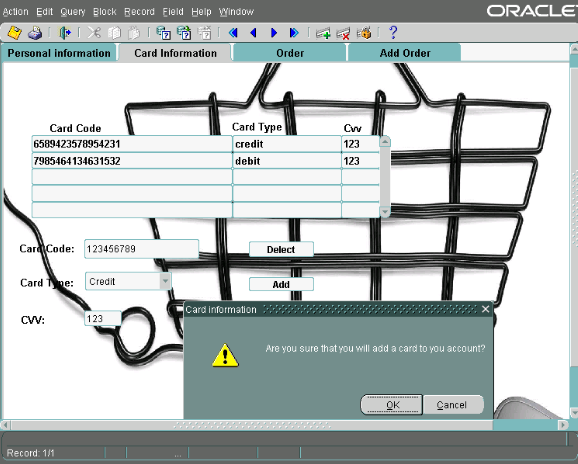 Action Edit Query Block Record Field Help Window
ORACLE
Personal information Card Information Order Add Order
Card Code Card Type Cvv
6589423578954231 credit 123
7985464134631532 debit 123
Card Code: 123456789 Delect
Card Type: Credit Add
CVV: 123
Card information
Are you sure that you will add a card to you account?
OK Cancel
Record: 1/1 ...